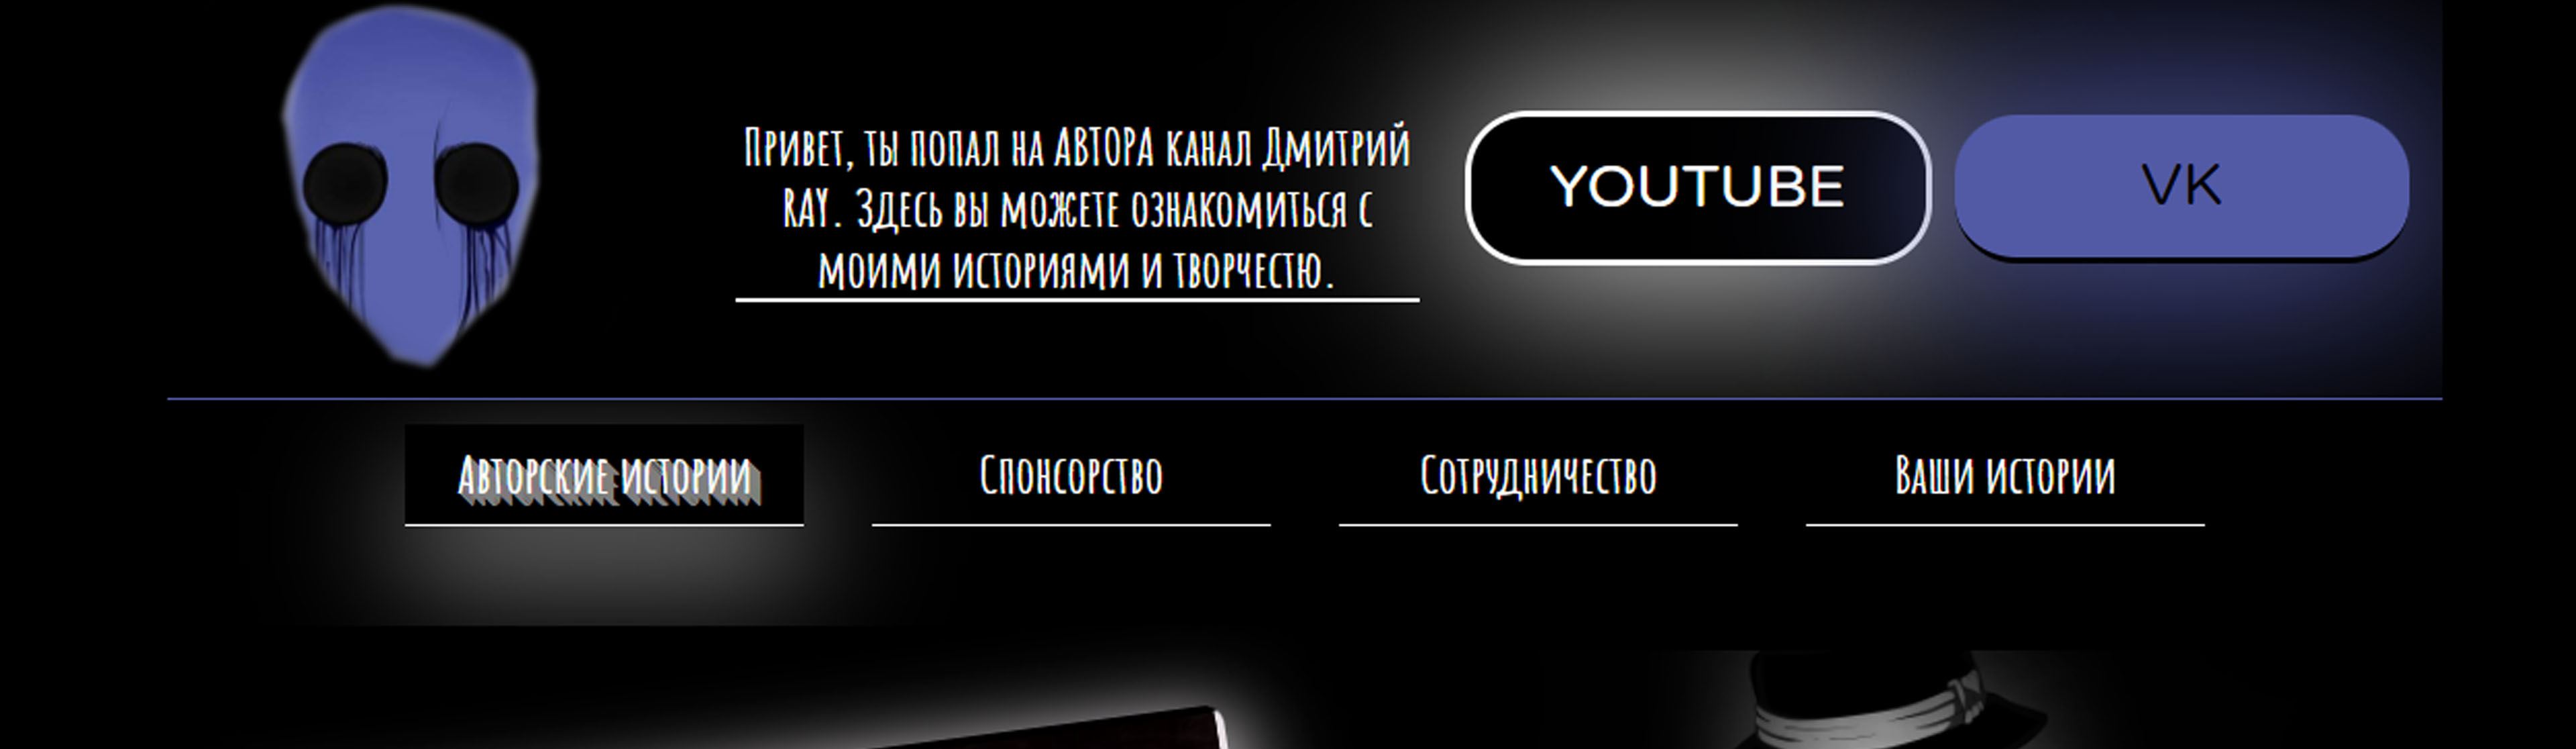 Привет, ты попал на АВТОРА канал Дмитрий
RAY. Здесь вы можете ознакомиться с
моими историями и творчестю.
YOUTUBE
VK
Авторские истории
Спонсорство
Сотрудничество
Ваши истории